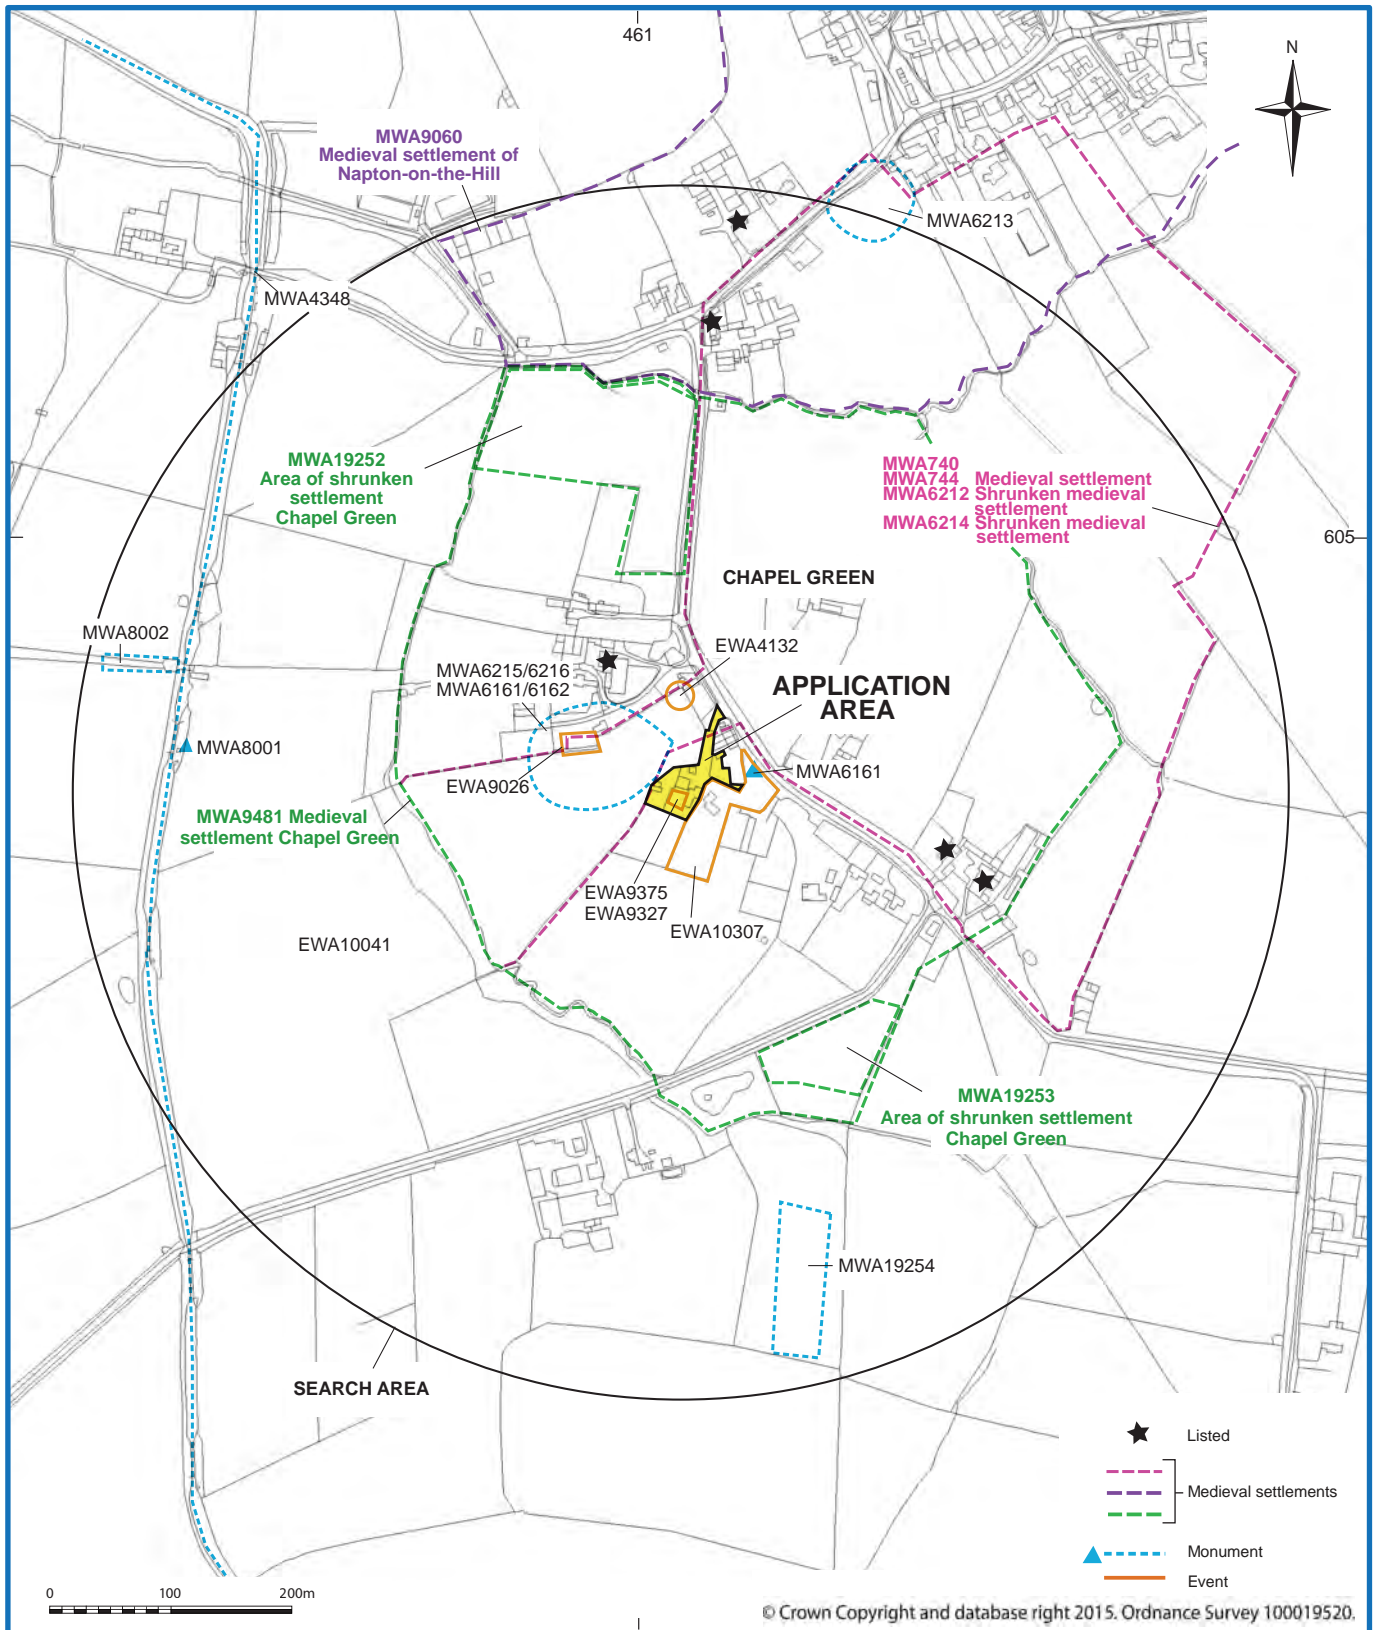 461
N
MWA9060
Medieval settlement of
Napton-on-the-Hill
MWA6213
MWA4348
MWA19252
Area of shrunken
settlement
Chapel Green
MWA740
MWA744 Medieval settlement
MWA6212 Shrunken medieval
settlement
MWA6214 Shrunken medieval
settlement
605
CHAPEL GREEN
MWA8002
EWA4132
MWA6215/6216
MWA6161/6162
APPLICATION
AREA
MWA8001
MWA6161
EWA9026
MWA9481 Medieval
settlement Chapel Green
EWA9375
EWA9327
EWA10307
EWA10041
MWA19253
Area of shrunken settlement
Chapel Green
MWA19254
SEARCH AREA
Listed
Medieval settlements
Monument
Event
0 100 200m
© Crown Copyright and database right 2015. Ordnance Survey 100019520.